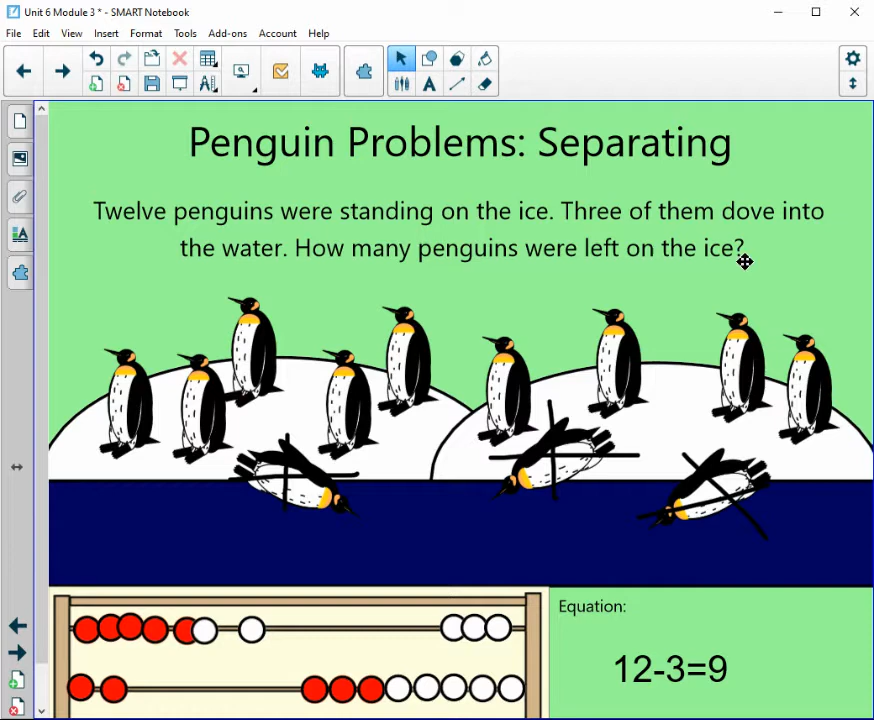 Unit 6 Module 3 * - SMART Notebook
File Edit View Insert Format Tools Add-ons Account Help
Penguin Problems: Separating
Twelve penguins were standing on the ice. Three of them dove into
the water. How many penguins were left on the ice?
Equation:
12-3=9